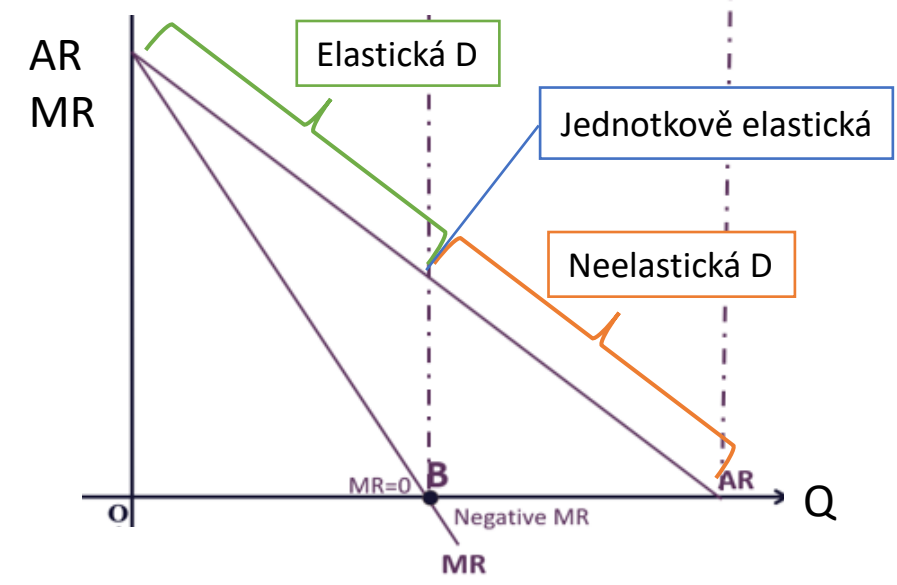 AR
MR
Elastická D
Jednotkově elastická
Neelastická D
MR=0
B
AR
O
Negative MR
Q
MR